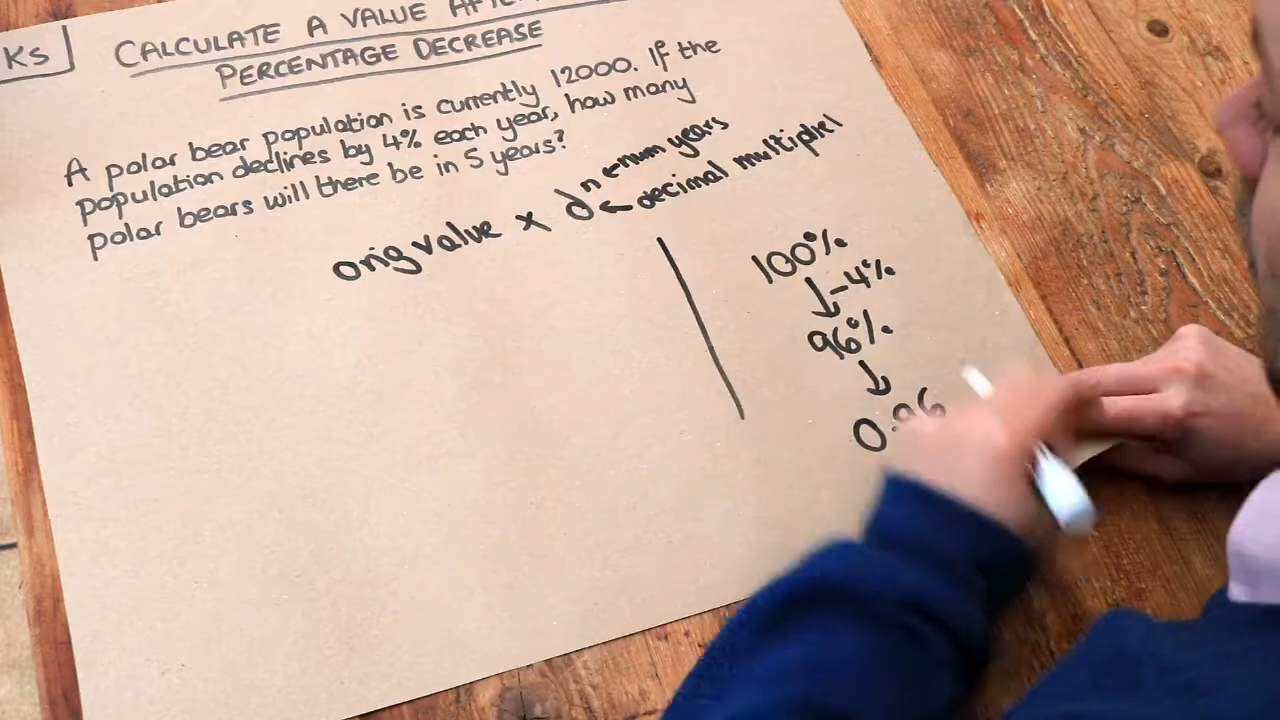 KS
CALCULATE A VALUE
PERCENTAGE DECREASE
A polar bear population is currently 12000. If the
population declines by 4% each year, how many
polar bears will there be in 5 years?
orig value × dⁿ ← num years
← decimal multiplel
100%
↓ -4%
96%
↓
0.96